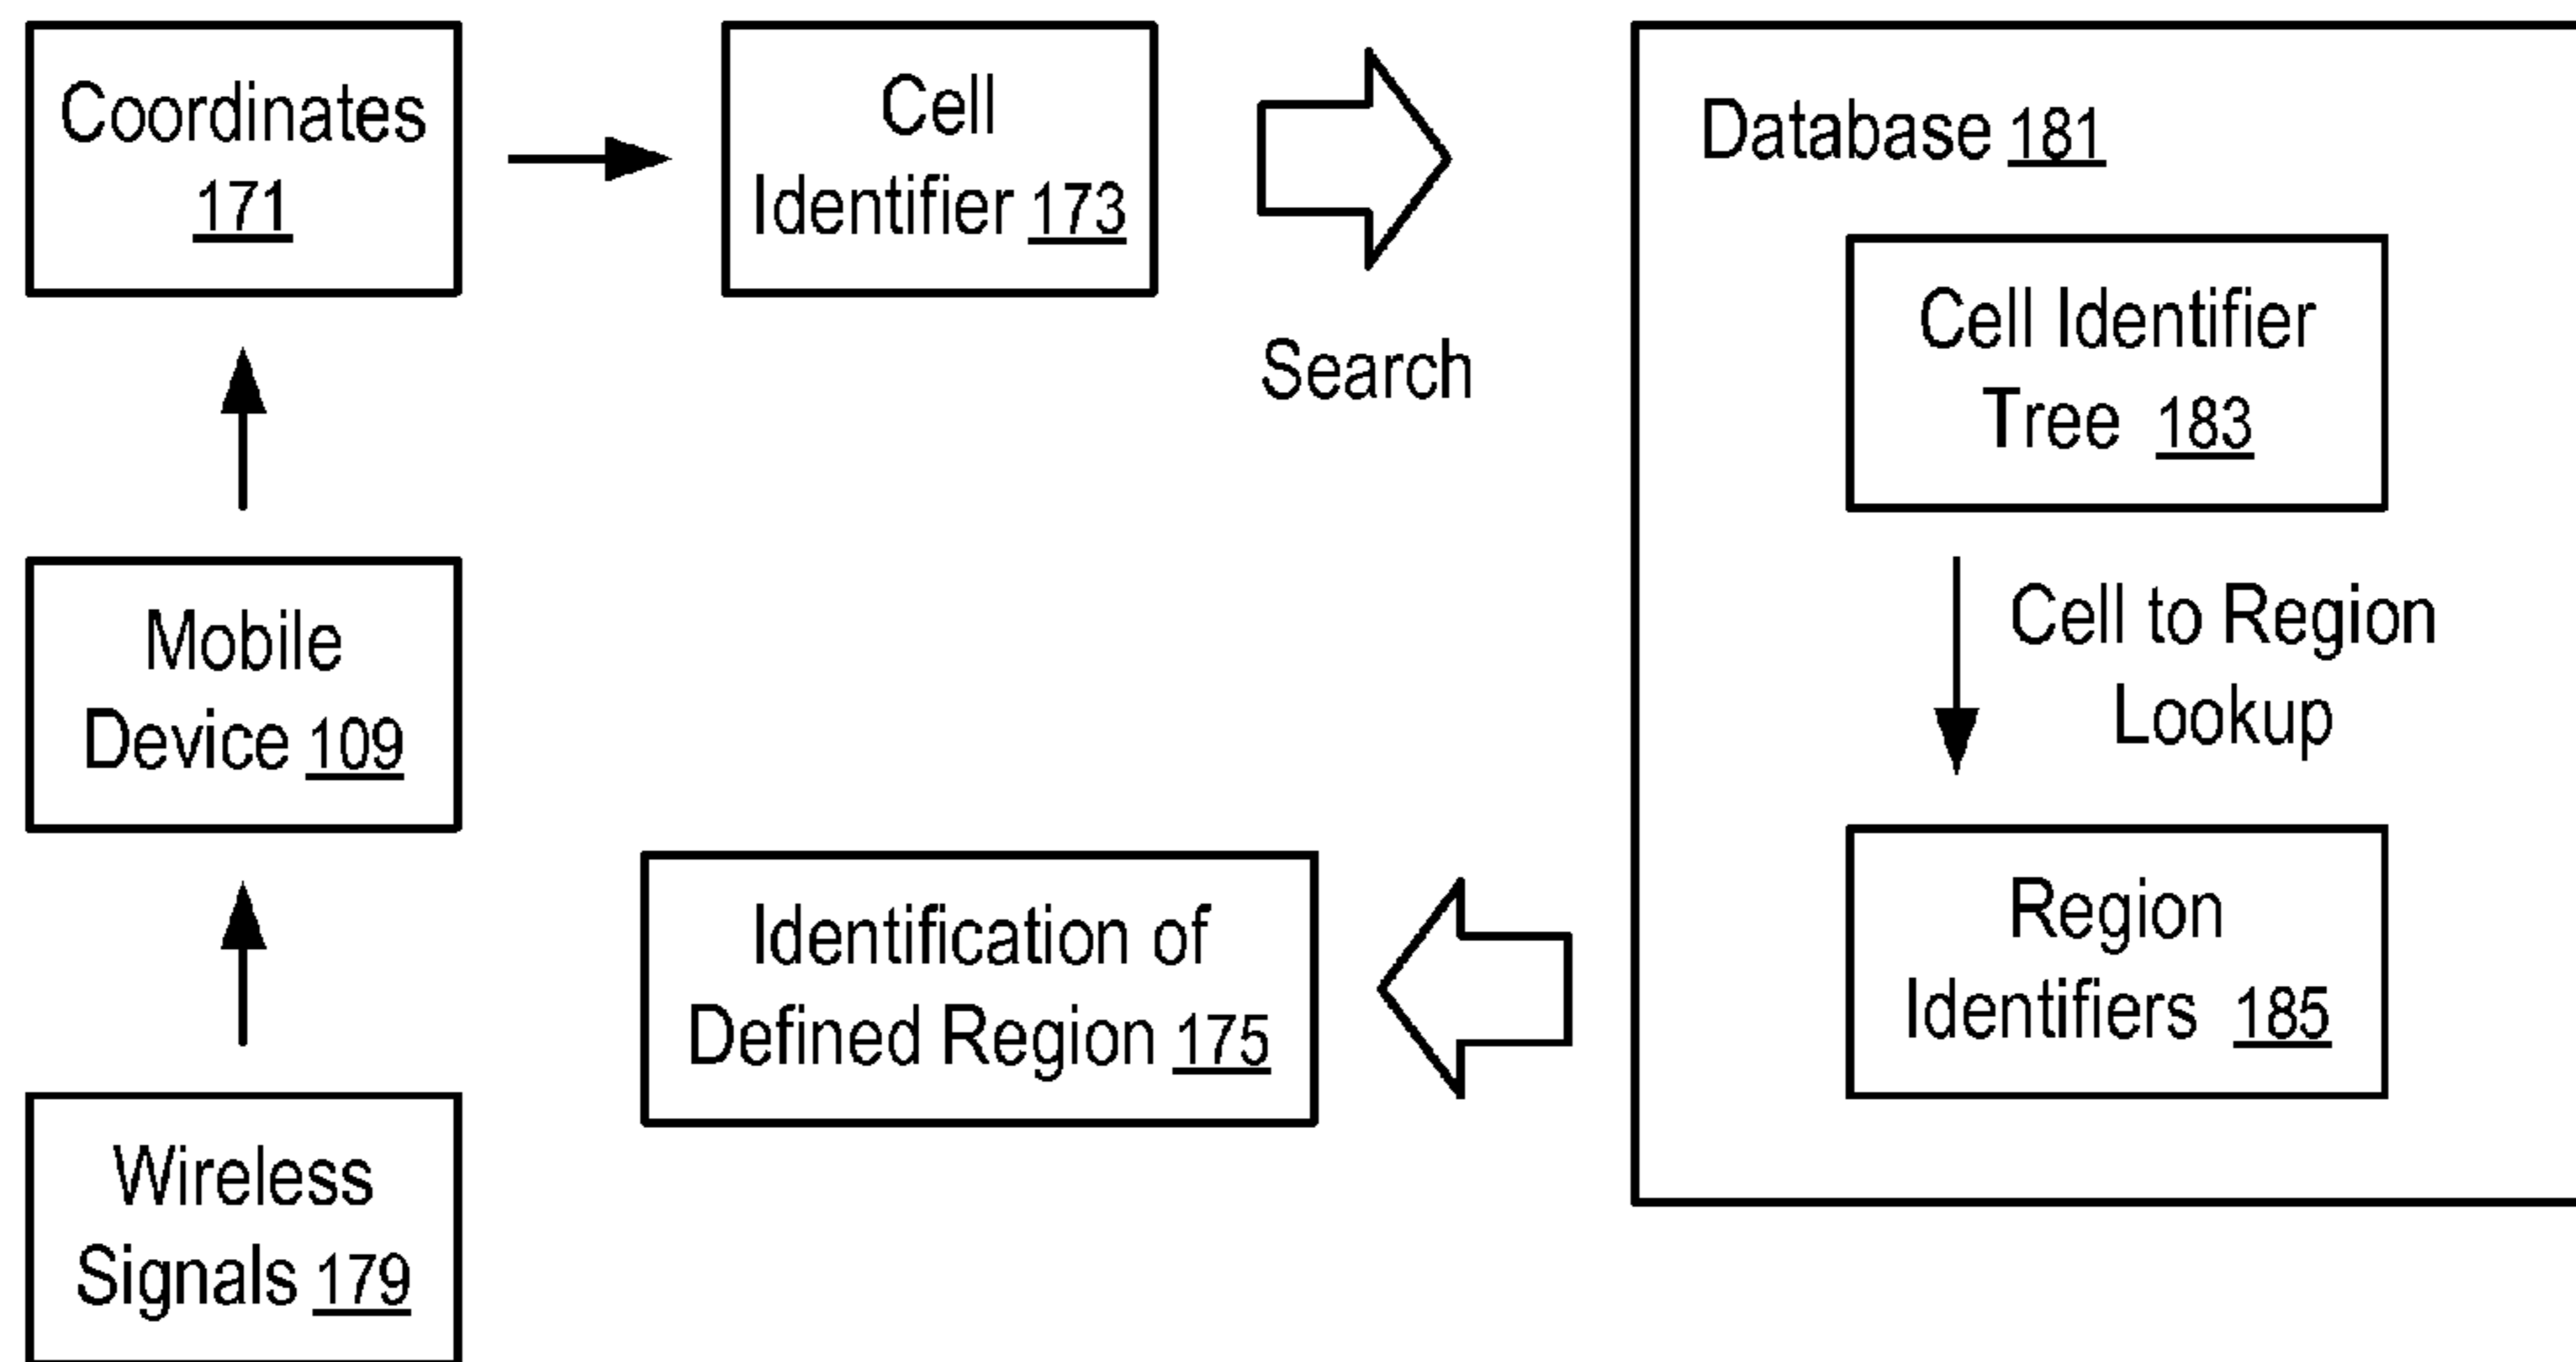 Coordinates
171
Cell
Identifier 173
Search
Database 181
Cell Identifier
Tree 183
Cell to Region
Lookup
Region
Identifiers 185
Mobile
Device 109
Identification of
Defined Region 175
Wireless
Signals 179